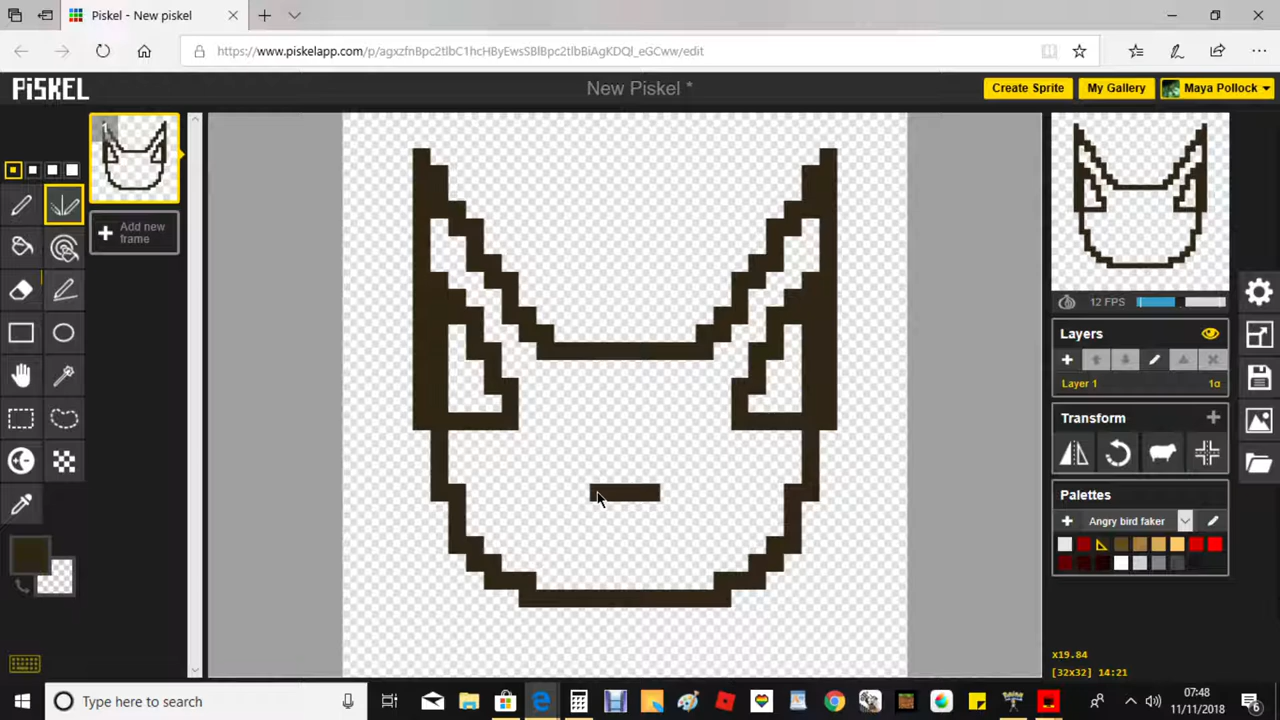 Piskel - New piskel
https://www.piskelapp.com/p/agxzfnBpc2tlbC1hcHByEwsSBlBpc2tlbBiAgKDQl_eGCww/edit
PiSKEL
New Piskel *
Create Sprite
My Gallery
Maya Pollock
Add new
frame
12 FPS
Layers
Layer 1
1α
Transform
Palettes
Angry bird faker
x19.84
[32x32] 14:21
Type here to search
07:48
11/11/2018
6